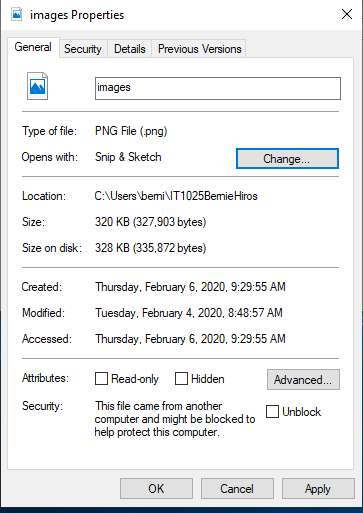 images Properties
General Security Details Previous Versions
images
Type of file: PNG File (.png)
Opens with: Snip & Sketch Change...
Location: C:\Users\berni\IT1025BernieHiros
Size: 320 KB (327,903 bytes)
Size on disk: 328 KB (335,872 bytes)
Created: Thursday, February 6, 2020, 9:29:55 AM
Modified: Tuesday, February 4, 2020, 8:48:57 AM
Accessed: Thursday, February 6, 2020, 9:29:55 AM
Attributes: Read-only Hidden Advanced...
Security: This file came from another
computer and might be blocked to
help protect this computer.
Unblock
OK Cancel Apply